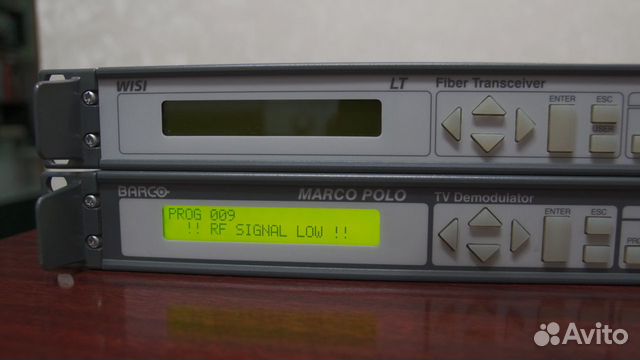 WISI LT Fiber Transceiver
ENTER ESC
USER
BARCO MARCO POLO TV Demodulator
PROG 009
!! RF SIGNAL LOW !!
ENTER ESC
Avito